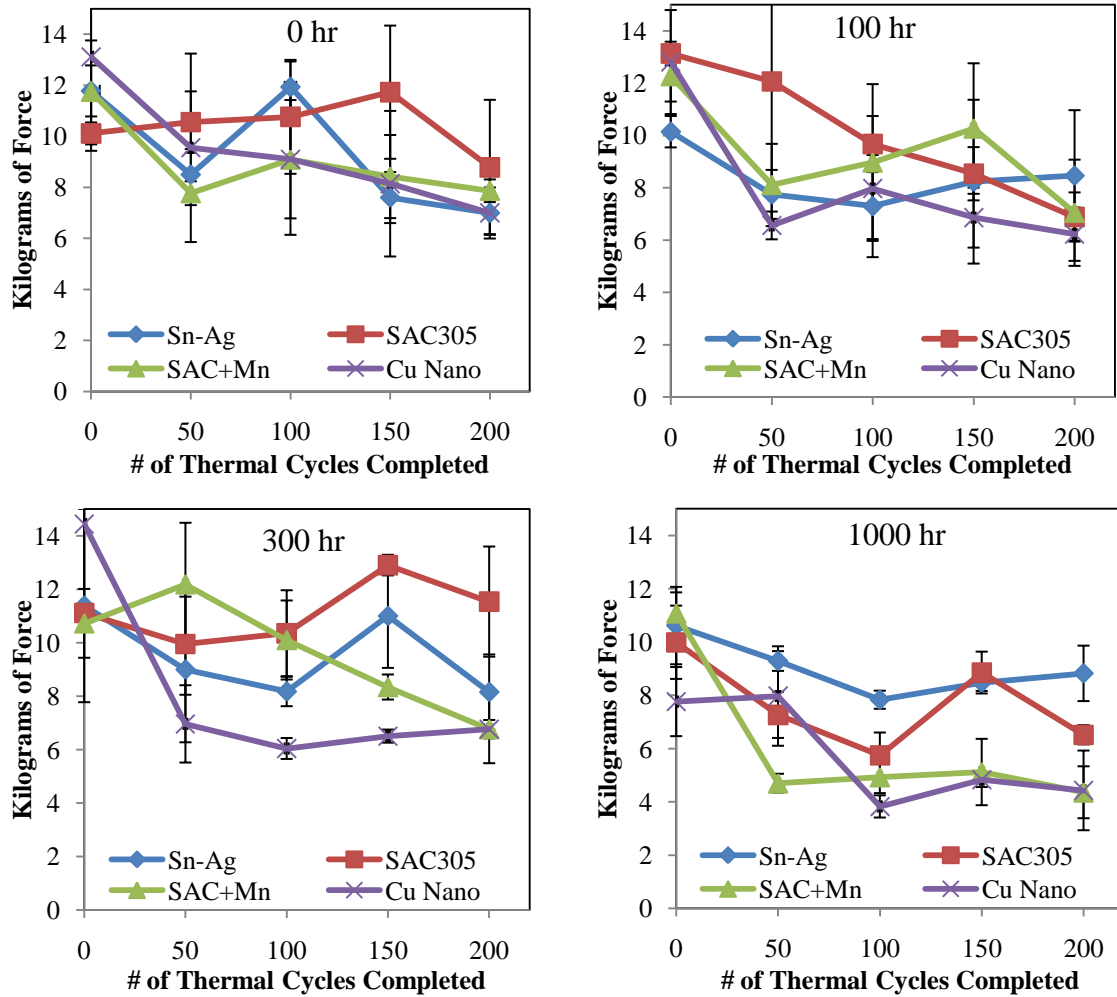 0 hr
Kilograms of Force
14
12
10
8
6
4
2
0
Sn-Ag SAC305
SAC+Mn Cu Nano
0 50 100 150 200
# of Thermal Cycles Completed
100 hr
Kilograms of Force
14
12
10
8
6
4
2
0
Sn-Ag SAC305
SAC+Mn Cu Nano
0 50 100 150 200
# of Thermal Cycles Completed
300 hr
Kilograms of Force
14
12
10
8
6
4
2
0
Sn-Ag SAC305
SAC+Mn Cu Nano
0 50 100 150 200
# of Thermal Cycles Completed
1000 hr
Kilograms of Force
14
12
10
8
6
4
2
0
Sn-Ag SAC305
SAC+Mn Cu Nano
0 50 100 150 200
# of Thermal Cycles Completed